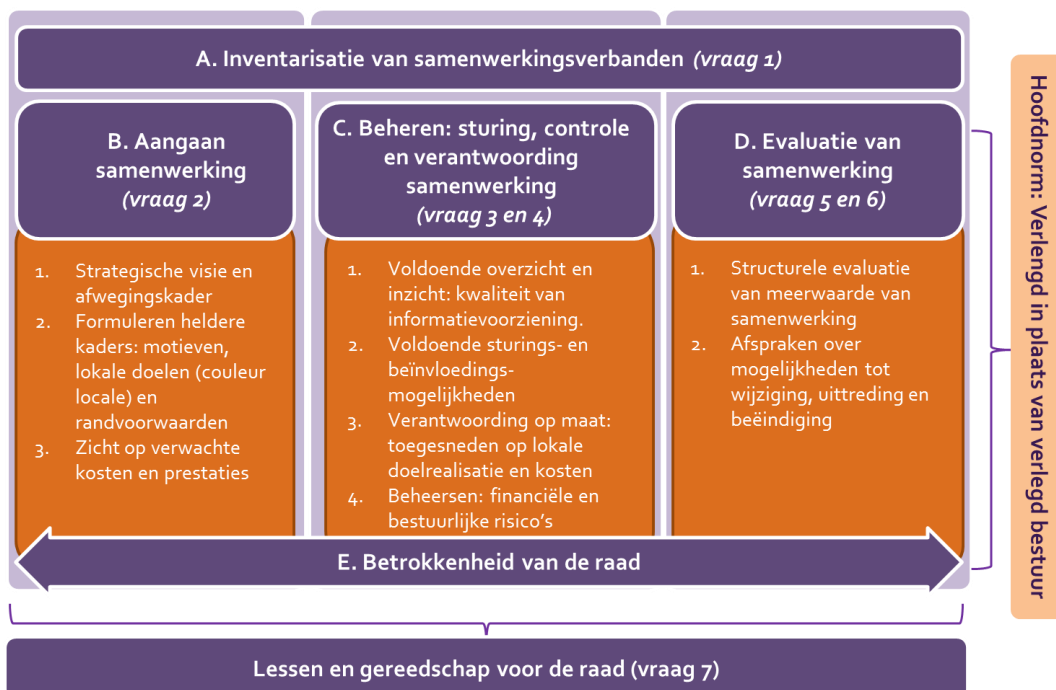 A. Inventarisatie van samenwerkingsverbanden (vraag 1)
B. Aangaan
samenwerking
(vraag 2)
1. Strategische visie en
afwegingskader
2. Formuleren heldere
kaders: motieven,
lokale doelen (couleur
locale) en
randvoorwaarden
3. Zicht op verwachte
kosten en prestaties
C. Beheren: sturing, controle
en verantwoording
samenwerking
(vraag 3 en 4)
1. Voldoende overzicht en
inzicht: kwaliteit van
informatievoorziening.
2. Voldoende sturings- en
beïnvloedings-
mogelijkheden
3. Verantwoording op maat:
toegesneden op lokale
doelrealisatie en kosten
4. Beheersen: financiële en
bestuurlijke risico's
D. Evaluatie van
samenwerking
(vraag 5 en 6)
1. Structurele evaluatie
van meerwaarde van
samenwerking
2. Afspraken over
mogelijkheden tot
wijziging, uittreding en
beëindiging
E. Betrokkenheid van de raad
Hoofdnorm: Verlengd in plaats van verlegd bestuur
Lessen en gereedschap voor de raad (vraag 7)